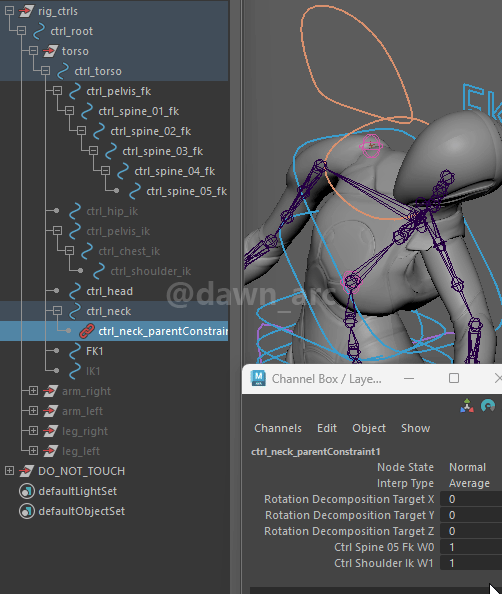 rig_ctrls
ctrl_root
torso
ctrl_torso
ctrl_pelvis_fk
ctrl_spine_01_fk
ctrl_spine_02_fk
ctrl_spine_03_fk
ctrl_spine_04_fk
ctrl_spine_05_fk
ctrl_hip_ik
ctrl_pelvis_ik
ctrl_chest_ik
ctrl_shoulder_ik
ctrl_head
ctrl_neck
ctrl_neck_parentConstrain
FK1
IK1
arm_right
arm_left
leg_right
leg_left
DO_NOT_TOUCH
defaultLightSet
defaultObjectSet
FK
@dawn_arc
M
Channel Box / Laye...
Channels Edit Object Show
ctrl_neck_parentConstraint1
Node State Normal
Interp Type Average
Rotation Decomposition Target X 0
Rotation Decomposition Target Y 0
Rotation Decomposition Target Z 0
Ctrl Spine 05 Fk W0 1
Ctrl Shoulder Ik W1 1